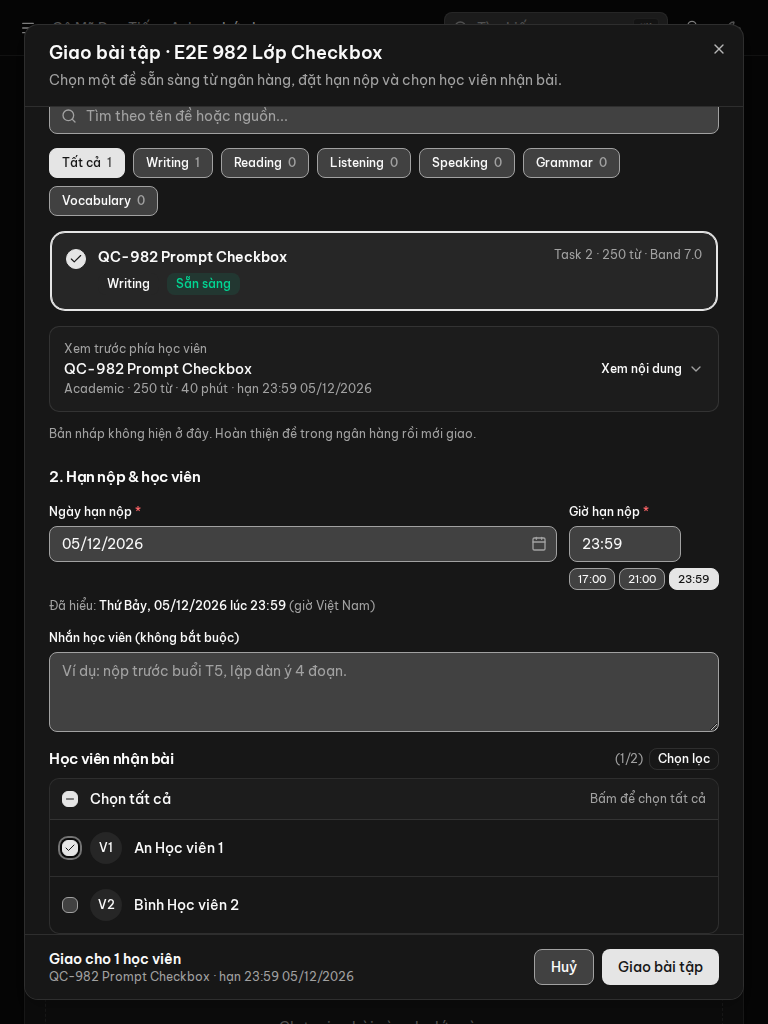 Giao bài tập · E2E 982 Lớp Checkbox
Chọn một đề sẵn sàng từ ngân hàng, đặt hạn nộp và chọn học viên nhận bài.
Tìm theo tên đề hoặc nguồn...
Tất cả 1
Writing 1
Reading 0
Listening 0
Speaking 0
Grammar 0
Vocabulary 0
QC-982 Prompt Checkbox
Task 2 · 250 từ · Band 7.0
Writing
Sẵn sàng
Xem trước phía học viên
QC-982 Prompt Checkbox
Academic · 250 từ · 40 phút · hạn 23:59 05/12/2026
Xem nội dung
Bản nháp không hiện ở đây. Hoàn thiện đề trong ngân hàng rồi mới giao.
2. Hạn nộp & học viên
Ngày hạn nộp *
Giờ hạn nộp *
05/12/2026
23:59
17:00
21:00
23:59
Đã hiểu: Thứ Bảy, 05/12/2026 lúc 23:59 (giờ Việt Nam)
Nhắn học viên (không bắt buộc)
Ví dụ: nộp trước buổi T5, lập dàn ý 4 đoạn.
Học viên nhận bài
(1/2)
Chọn lọc
Chọn tất cả
Bấm để chọn tất cả
V1
An Học viên 1
V2
Bình Học viên 2
Giao cho 1 học viên
QC-982 Prompt Checkbox · hạn 23:59 05/12/2026
Huỷ
Giao bài tập